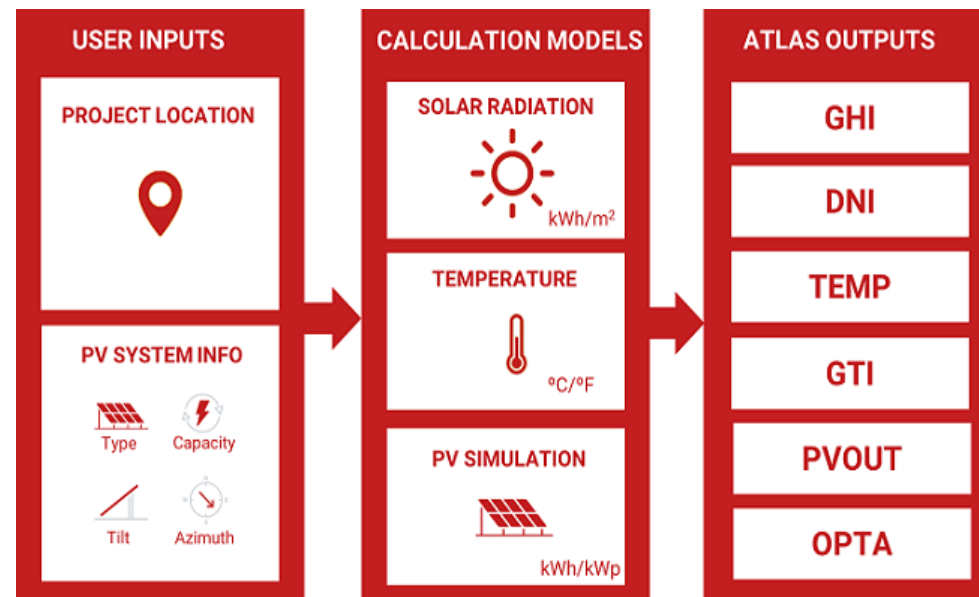 USER INPUTS
PROJECT LOCATION
PV SYSTEM INFO
Type
Capacity
Tilt
Azimuth
CALCULATION MODELS
SOLAR RADIATION
kWh/m²
TEMPERATURE
ºC/ºF
PV SIMULATION
kWh/kWp
ATLAS OUTPUTS
GHI
DNI
TEMP
GTI
PVOUT
OPTA